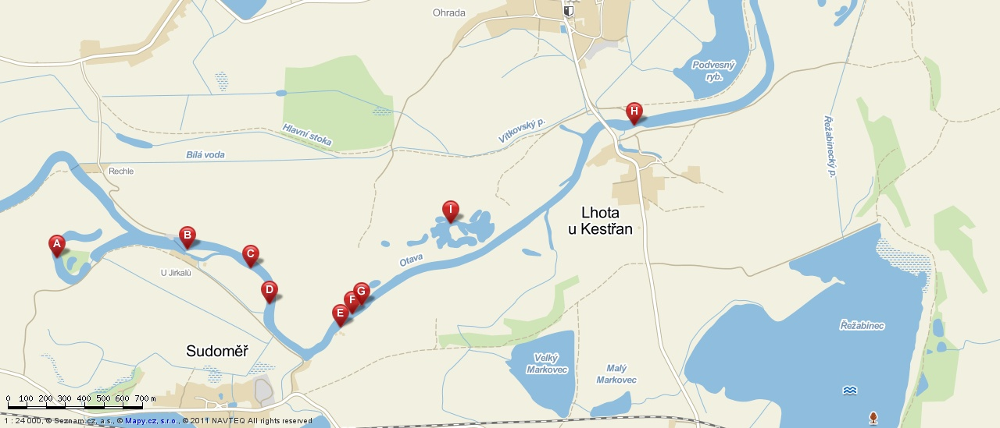 Ohrada
Podvesný
ryb.
H
Hlavní stoka
Vítkovský p.
Řežabinecký p.
Bílá voda
Rechle
I
Lhota
u Kestřan
A
B
C
Otava
U Jirkalů
D
G
F
E
Řežabinec
Sudoměř
Velký
Markovec
Malý
Markovec
0 100 200 300 400 500 600 700 m
1 : 24 000, © Seznam.cz, a.s., © Mapy.cz, s.r.o., © 2011 NAVTEQ All rights reserved